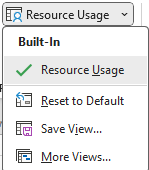 Resource Usage
Built-In
Resource Usage
Reset to Default
Save View...
More Views...